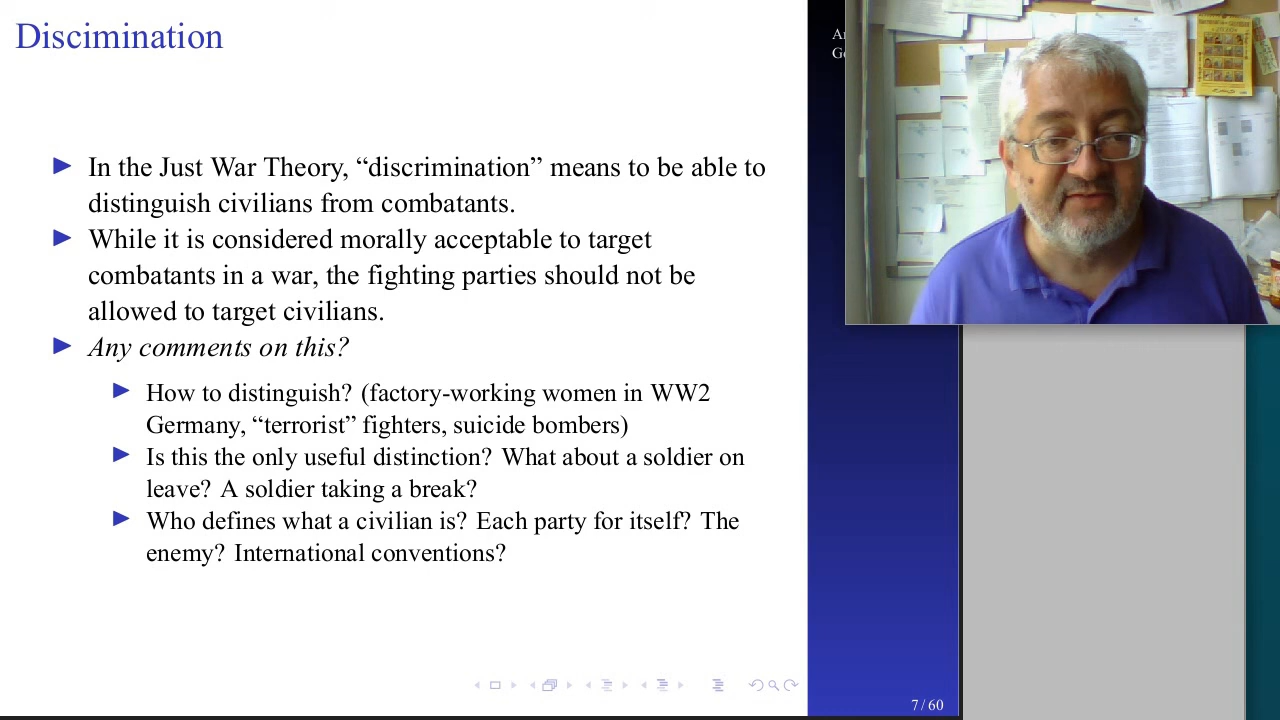 Discimination
In the Just War Theory, “discrimination” means to be able to
distinguish civilians from combatants.
While it is considered morally acceptable to target
combatants in a war, the fighting parties should not be
allowed to target civilians.
Any comments on this?
How to distinguish? (factory-working women in WW2
Germany, “terrorist” fighters, suicide bombers)
Is this the only useful distinction? What about a soldier on
leave? A soldier taking a break?
Who defines what a civilian is? Each party for itself? The
enemy? International conventions?
7 / 60